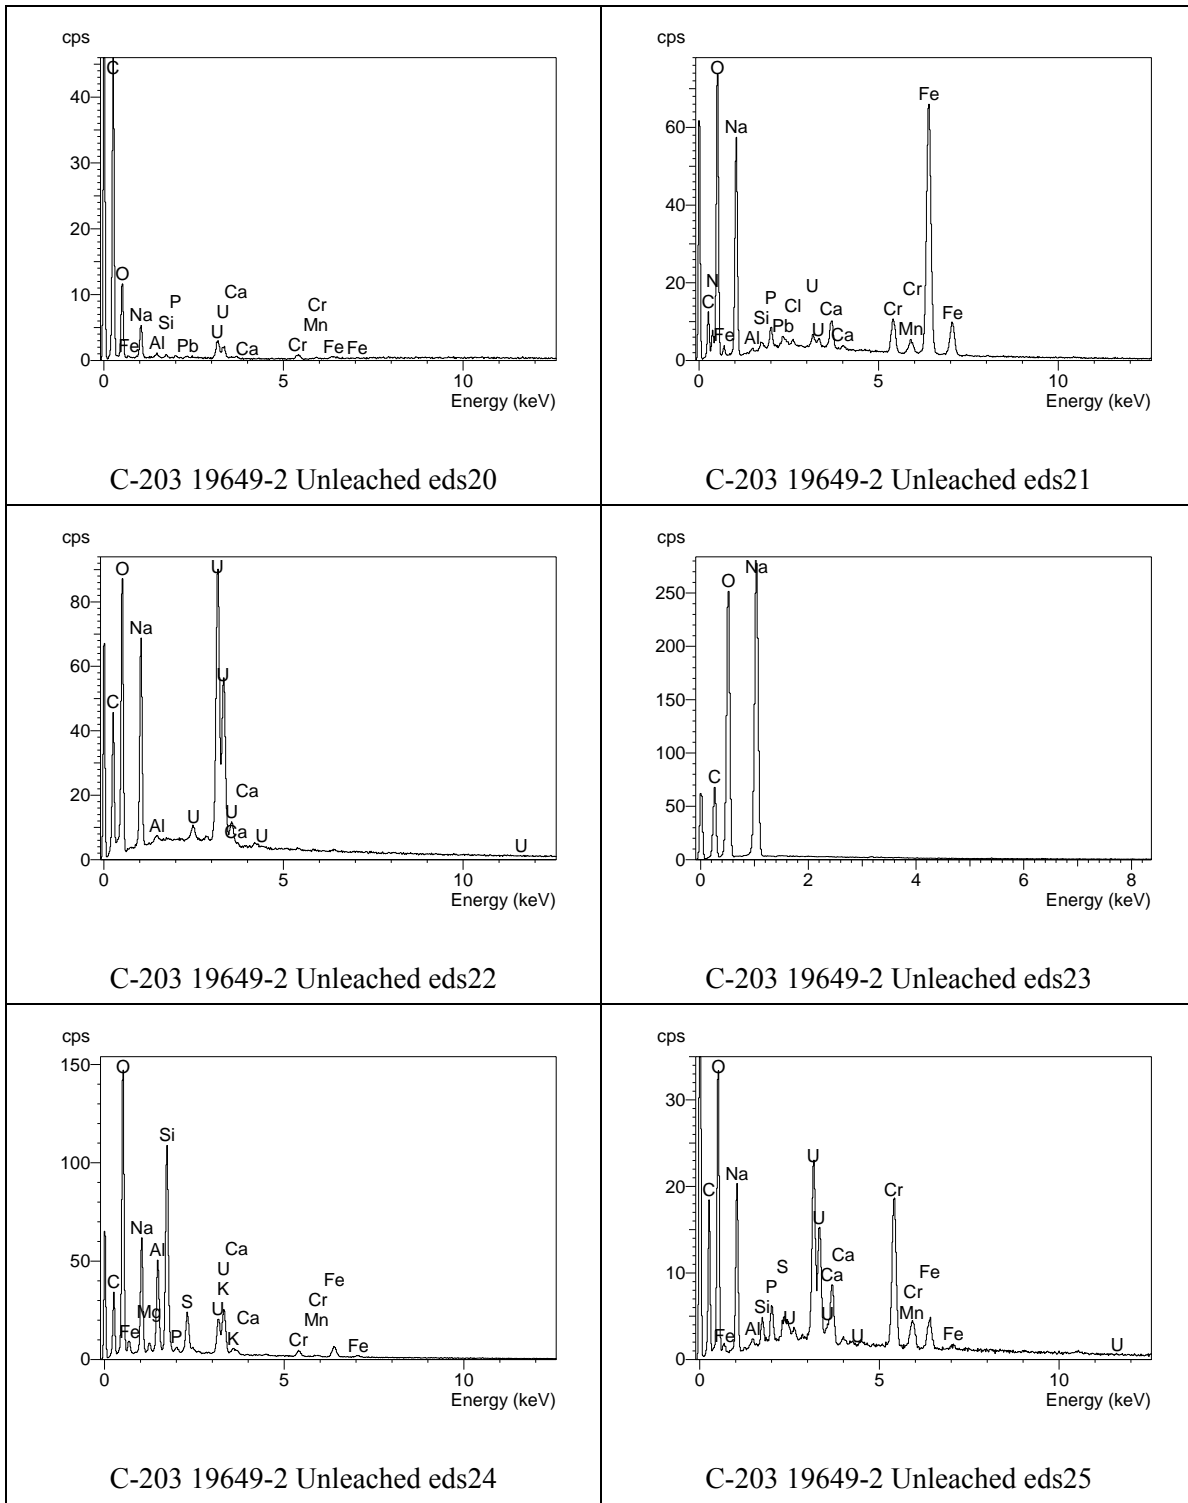 cps
C
40
30
20
10
0
O
Na
Fe
Al
Si
P
Pb
U
U
Ca
Ca
Cr
Cr
Mn
Fe
Fe
0 5 10
Energy (keV)
C-203 19649-2 Unleached eds20
cps
60
40
20
0
O
Na
N
C
Fe
Al
Si
P
Pb
Cl
U
U
Ca
Ca
Cr
Cr
Mn
Fe
Fe
0 5 10
Energy (keV)
C-203 19649-2 Unleached eds21
cps
80
60
40
20
0
O
C
Na
Al
U
U
U
U
Ca
Ca
U
U
0 5 10
Energy (keV)
C-203 19649-2 Unleached eds22
cps
250
200
150
100
50
0
C
O
Na
0 2 4 6 8
Energy (keV)
C-203 19649-2 Unleached eds23
cps
150
100
50
0
O
C
Fe
Na
Mg
Al
Si
P
S
U
Ca
U
K
K
Ca
Cr
Fe
Cr
Mn
Fe
0 5 10
Energy (keV)
C-203 19649-2 Unleached eds24
cps
30
20
10
0
O
C
Fe
Na
Al
Si
P
S
U
U
U
Ca
Ca
U
U
Cr
Cr
Mn
Fe
Fe
U
0 5 10
Energy (keV)
C-203 19649-2 Unleached eds25